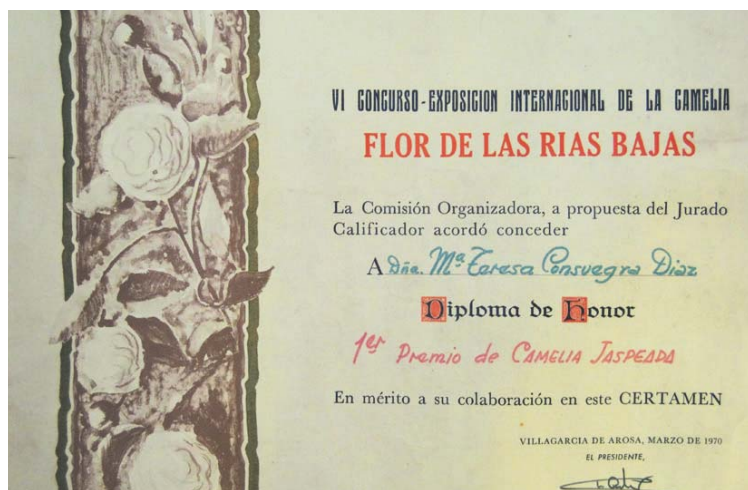 VI CONCURSO-EXPOSICION INTERNACIONAL DE LA CAMELIA
FLOR DE LAS RIAS BAJAS
La Comisión Organizadora, a propuesta del Jurado
Calificador acordó conceder
A Dña. Mª Teresa Consuegra Diaz
Diploma de Honor
1er Premio de CAMELIA JASPEADA
En mérito a su colaboración en este CERTAMEN
VILLAGARCIA DE AROSA, MARZO DE 1970
EL PRESIDENTE,